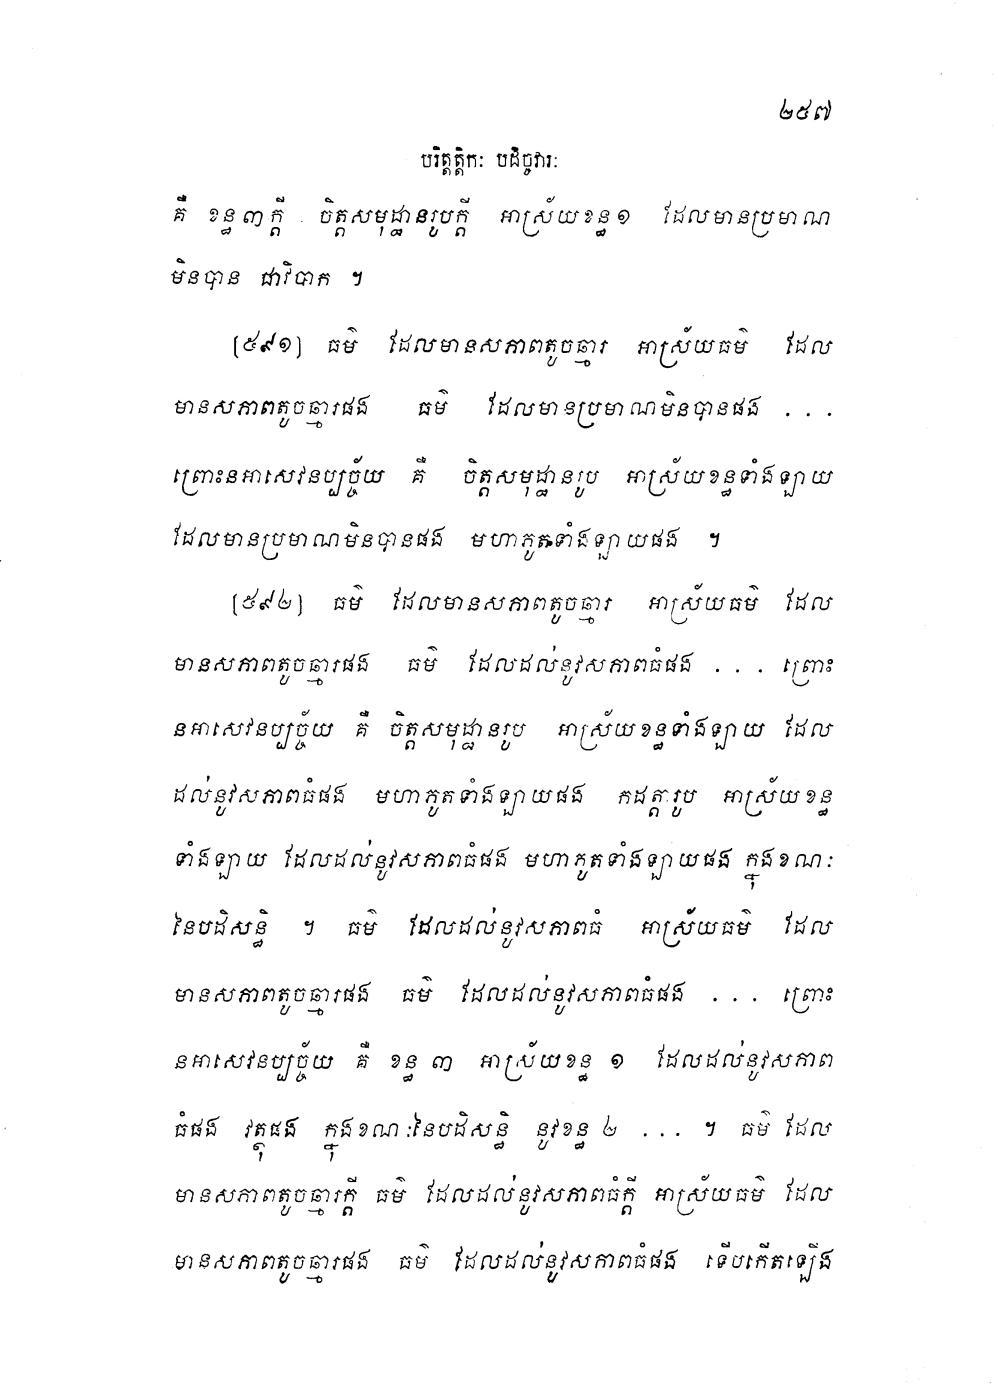 ២៥៧
បរិត្តត្តិកៈ បដិច្ចវារៈ
គឺ ខន្ធ៣ក្តី ចិត្តសមុដ្ឋានរូបក្តី អាស្រ័យខន្ធ១ ដែលមានប្រមាណ
មិនបាន ជាវិបាក ។
[៥៩១] ធម៌ ដែលមានសភាពតូចឆ្មារ អាស្រ័យធម៌ ដែល
មានសភាពតូចឆ្មារផង ធម៌ ដែលមានប្រមាណមិនបានផង . . .
ព្រោះនអាសេវនប្បច្ច័យ គឺ ចិត្តសមុដ្ឋានរូប អាស្រ័យខន្ធទាំងឡាយ
ដែលមានប្រមាណមិនបានផង មហាភូតទាំងឡាយផង ។
[៥៩២] ធម៌ ដែលមានសភាពតូចឆ្មារ អាស្រ័យធម៌ ដែល
មានសភាពតូចឆ្មារផង ធម៌ ដែលដល់នូវសភាពធំផង . . . ព្រោះ
នអាសេវនប្បច្ច័យ គឺ ចិត្តសមុដ្ឋានរូប អាស្រ័យខន្ធទាំងឡាយ ដែល
ដល់នូវសភាពធំផង មហាភូតទាំងឡាយផង កដត្តារូប អាស្រ័យខន្ធ
ទាំងឡាយ ដែលដល់នូវសភាពធំផង មហាភូតទាំងឡាយផង ក្នុងខណៈ
នៃបដិសន្ធិ ។ ធម៌ ដែលដល់នូវសភាពធំ អាស្រ័យធម៌ ដែល
មានសភាពតូចឆ្មារផង ធម៌ ដែលដល់នូវសភាពធំផង . . . ព្រោះ
នអាសេវនប្បច្ច័យ គឺ ខន្ធ ៣ អាស្រ័យខន្ធ ១ ដែលដល់នូវសភាព
ធំផង វត្ថុផង ក្នុងខណៈនៃបដិសន្ធិ នូវខន្ធ ២ . . . ។ ធម៌ ដែល
មានសភាពតូចឆ្មារក្តី ធម៌ ដែលដល់នូវសភាពធំក្តី អាស្រ័យធម៌ ដែល
មានសភាពតូចឆ្មារផង ធម៌ ដែលដល់នូវសភាពធំផង ទើបកើតឡើង